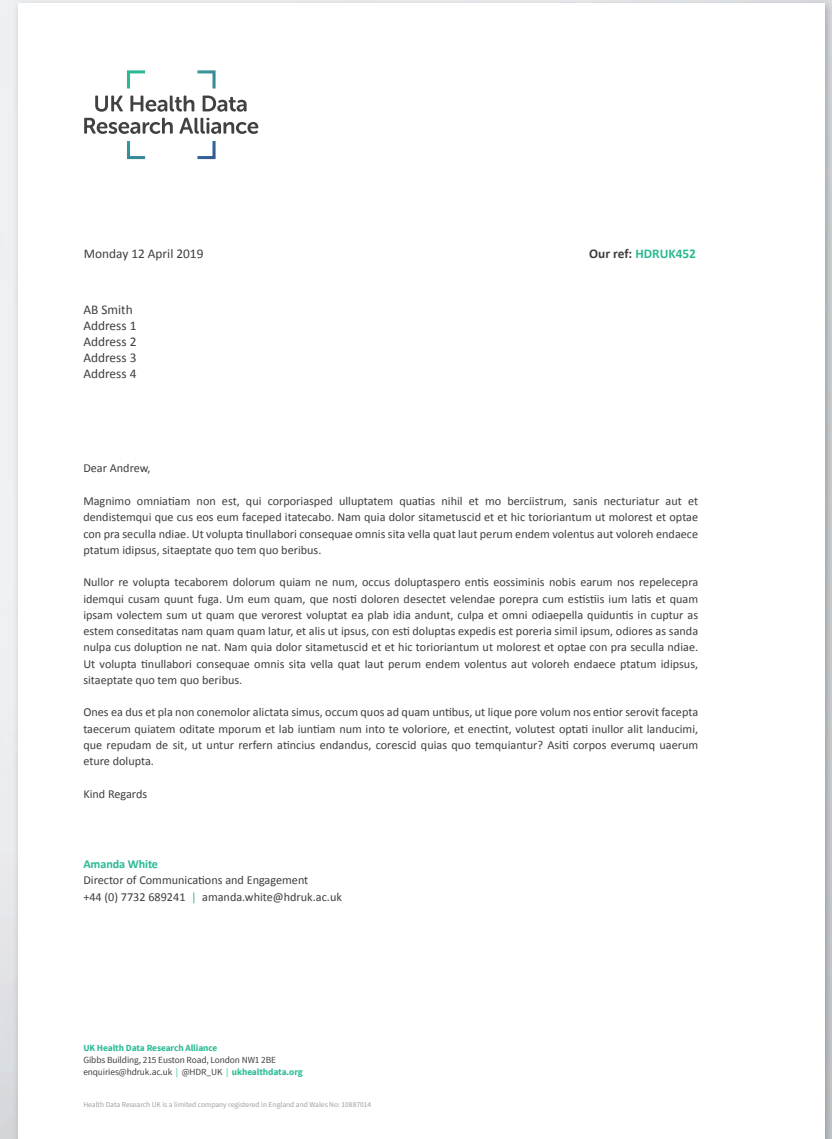 UK Health Data
Research Alliance
Monday 12 April 2019
Our ref: HDRUK452
AB Smith
Address 1
Address 2
Address 3
Address 4
Dear Andrew,
Magnimo omniatiam non est, qui corporiasped ulluptatem quatias nihil et mo berciistrum, sanis necturiatur aut et
dendistemqui que cus eos eum faceped itatecabo. Nam quia dolor sitametuscid et et hic torioriantum ut molorest et optae
con pra seculla ndiae. Ut volupta tinullabori consequae omnis sita vella quat laut perum endem volentus aut voloreh endaece
ptatum idipsus, sitaeptate quo tem quo beribus.
Nullor re volupta tecaborem dolorum quiam ne num, occus doluptaspero entis eossiminis nobis earum nos repelecepra
idemqui cusam quunt fuga. Um eum quam, que nosti doloren desectet velendae porepra cum estistiis ium latis et quam
ipsam volectem sum ut quam que verorest voluptat ea plab idia andunt, culpa et omni odiaepella quiduntis in cuptur as
estem conseditatas nam quam quam latur, et alis ut ipsus, con esti doluptas expedis est poreria simil ipsum, odiores as sanda
nulpa cus doluption ne nat. Nam quia dolor sitametuscid et et hic torioriantum ut molorest et optae con pra seculla ndiae.
Ut volupta tinullabori consequae omnis sita vella quat laut perum endem volentus aut voloreh endaece ptatum idipsus,
sitaeptate quo tem quo beribus.
Ones ea dus et pla non conemolor alictata simus, occum quos ad quam untibus, ut lique pore volum nos entior serovit facepta
taecerum quiatem oditate mporum et lab iuntiam num into te voloriore, et enectint, volutest optati inullor alit landucimi,
que repudam de sit, ut untur rerfern atincius endandus, corescid quias quo temquiantur? Asiti corpos everumq uaerum
eture dolupta.
Kind Regards
Amanda White
Director of Communications and Engagement
+44 (0) 7732 689241 | amanda.white@hdruk.ac.uk
UK Health Data Research Alliance
Gibbs Building, 215 Euston Road, London NW1 2BE
enquiries@hdruk.ac.uk | @HDR_UK | ukhealthdata.org
Health Data Research UK is a limited company registered in England and Wales No: 10887014